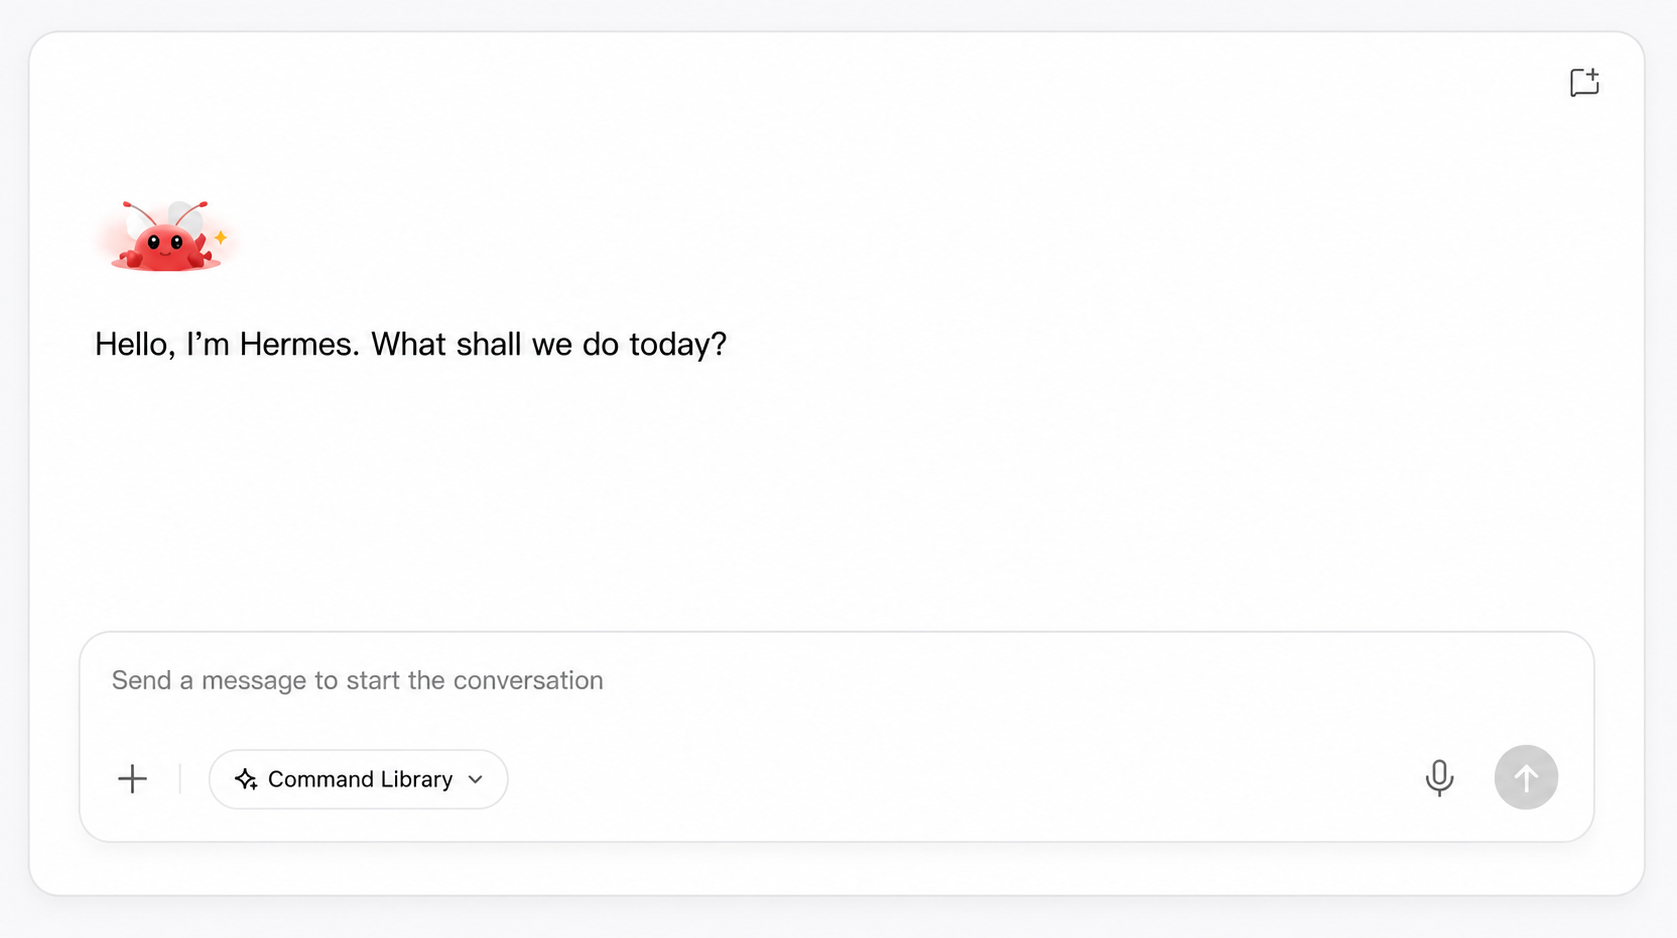 Hello, I’m Hermes. What shall we do today?
Send a message to start the conversation
Command Library